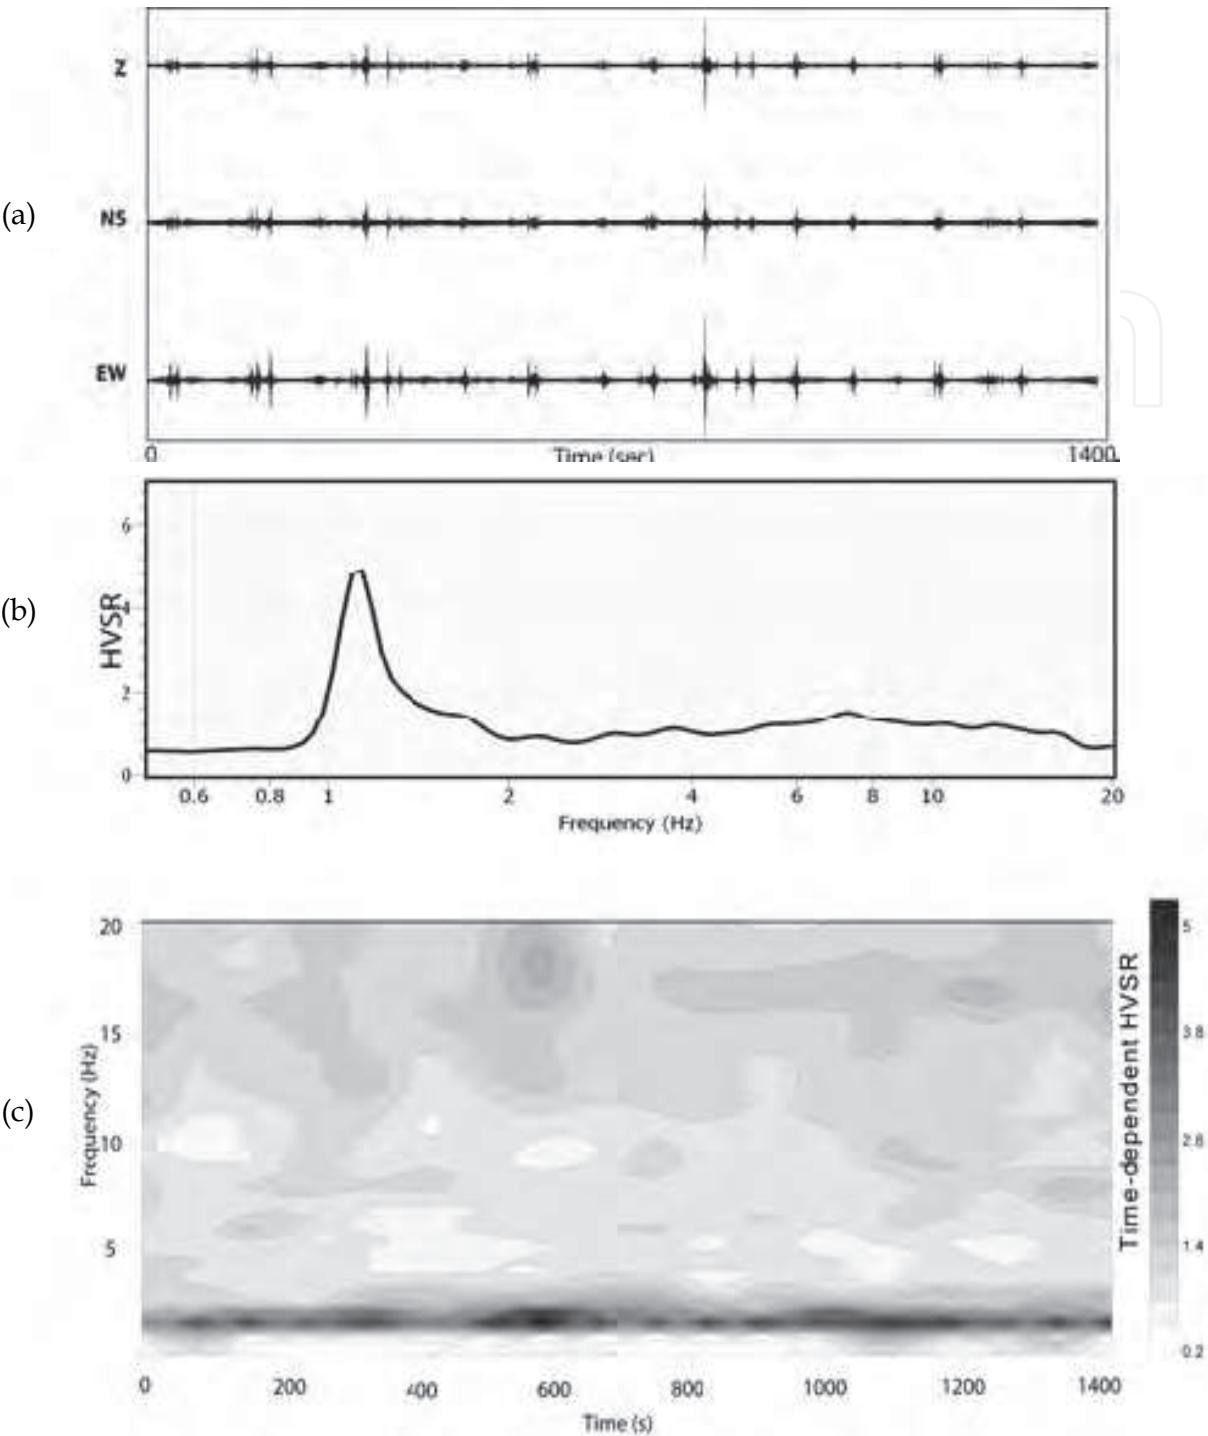 Z
(a)
NS
EW
0 Time (sec) 1400
6
(b)
HVSR
4
2
0
0.6 0.8 1 2 4 6 8 10 20
Frequency (Hz)
20
5
15
3.8
(c)
Frequency (Hz)
Time-dependent HVSR
10
2.6
5
1.4
0.2
0 200 400 600 800 1000 1200 1400
Time (s)